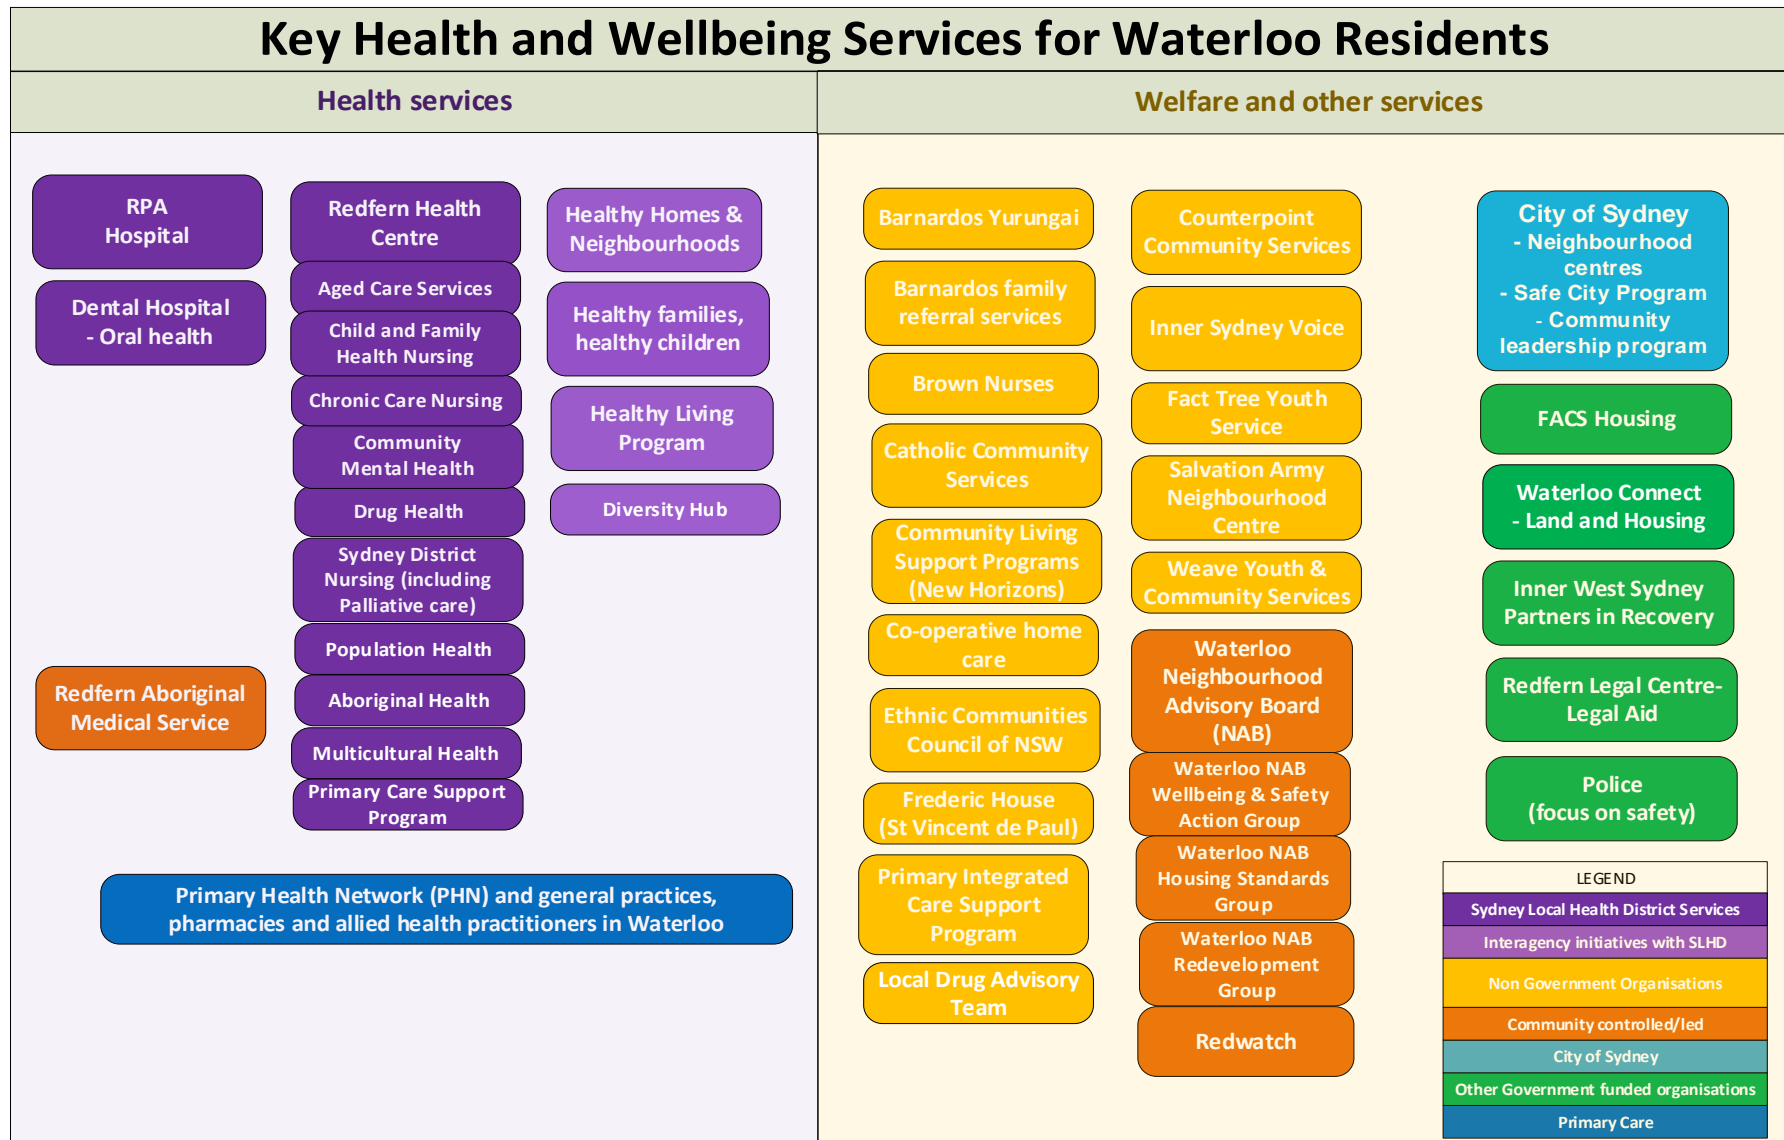 Key Health and Wellbeing Services for Waterloo Residents
Health services
Welfare and other services
RPA
Hospital
Dental Hospital
- Oral health
Redfern Aboriginal
Medical Service
Redfern Health
Centre
Aged Care Services
Child and Family
Health Nursing
Chronic Care Nursing
Community
Mental Health
Drug Health
Sydney District
Nursing (including
Palliative care)
Population Health
Aboriginal Health
Multicultural Health
Primary Care Support
Program
Healthy Homes &
Neighbourhoods
Healthy families,
healthy children
Healthy Living
Program
Diversity Hub
Primary Health Network (PHN) and general practices,
pharmacies and allied health practitioners in Waterloo
Barnardos Yurungai
Barnardos family
referral services
Brown Nurses
Catholic Community
Services
Community Living
Support Programs
(New Horizons)
Co-operative home
care
Ethnic Communities
Council of NSW
Frederic House
(St Vincent de Paul)
Primary Integrated
Care Support
Program
Local Drug Advisory
Team
Counterpoint
Community Services
Inner Sydney Voice
Fact Tree Youth
Service
Salvation Army
Neighbourhood
Centre
Weave Youth &
Community Services
Waterloo
Neighbourhood
Advisory Board
(NAB)
Waterloo NAB
Wellbeing & Safety
Action Group
Waterloo NAB
Housing Standards
Group
Waterloo NAB
Redevelopment
Group
Redwatch
City of Sydney
- Neighbourhood
centres
- Safe City Program
- Community
leadership program
FACS Housing
Waterloo Connect
- Land and Housing
Inner West Sydney
Partners in Recovery
Redfern Legal Centre-
Legal Aid
Police
(focus on safety)
LEGEND
Sydney Local Health District Services
Interagency initiatives with SLHD
Non Government Organisations
Community controlled/led
City of Sydney
Other Government funded organisations
Primary Care